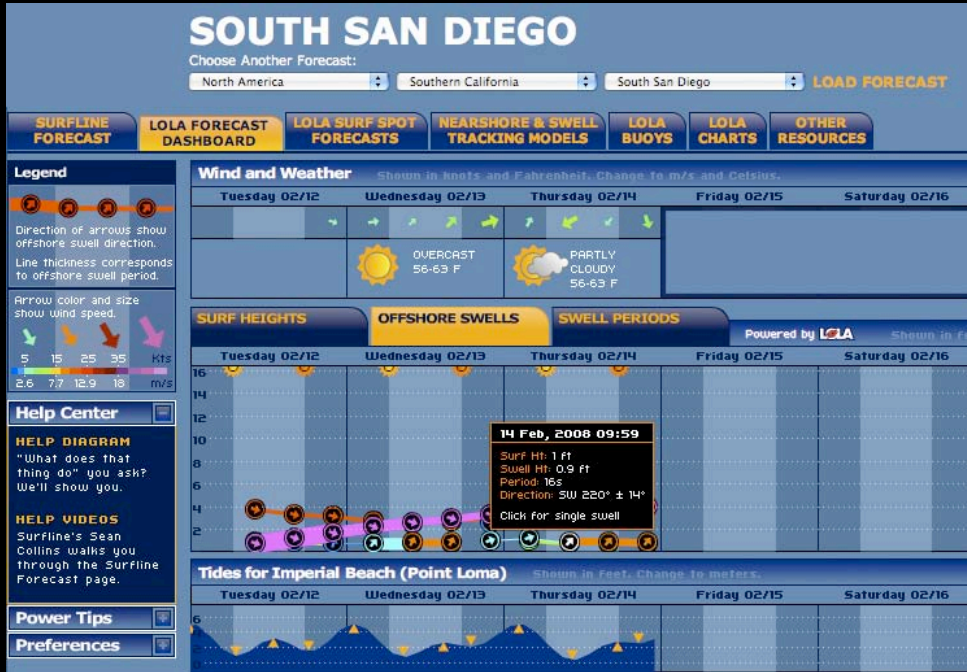 SOUTH SAN DIEGO
Choose Another Forecast:
North America Southern California South San Diego LOAD FORECAST
SURFLINE FORECAST
LOLA FORECAST DASHBOARD
LOLA SURF SPOT FORECASTS
NEARSHORE & SWELL TRACKING MODELS
LOLA BUOYS
LOLA CHARTS
OTHER RESOURCES
Legend
Direction of arrows show
offshore swell direction.
Line thickness corresponds
to offshore swell period.
Arrow color and size
show wind speed.
5 15 25 35 Kts
2.6 7.7 12.9 18 m/s
Help Center
HELP DIAGRAM
"What does that
thing do" you ask?
We'll show you.
HELP VIDEOS
Surfline's Sean
Collins walks you
through the Surfline
Forecast page.
Power Tips
Preferences
Wind and Weather Shown in knots and Fahrenheit. Change to m/s and Celsius.
Tuesday 02/12 Wednesday 02/13 Thursday 02/14 Friday 02/15 Saturday 02/16
OVERCAST
56-63 F
PARTLY
CLOUDY
56-63 F
SURF HEIGHTS OFFSHORE SWELLS SWELL PERIODS
Powered by LOLA Shown in
Tuesday 02/12 Wednesday 02/13 Thursday 02/14 Friday 02/15 Saturday 02/16
16
14
12
10
8
6
4
2
14 Feb, 2008 09:59
Surf Ht: 1 ft
Swell Ht: 0.9 ft
Period: 16s
Direction: SW 220° ± 14°
Click for single swell
Tides for Imperial Beach (Point Loma) Shown in Feet. Change to meters.
Tuesday 02/12 Wednesday 02/13 Thursday 02/14 Friday 02/15 Saturday 02/16
6
2
0